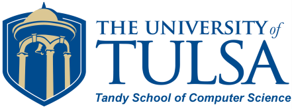 THE UNIVERSITY of
TULSA
Tandy School of Computer Science